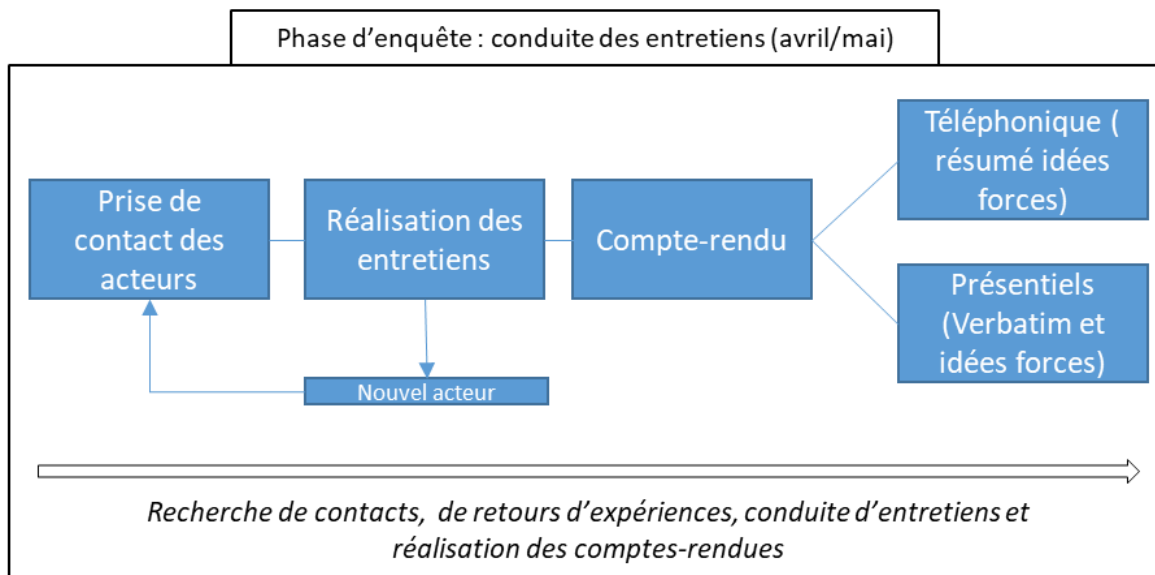 Phase d'enquête : conduite des entretiens (avril/mai)
Prise de
contact des
acteurs
Réalisation des
entretiens
Compte-rendu
Téléphonique (
résumé idées
forces)
Présentiels
(Verbatim et
idées forces)
Nouvel acteur
Recherche de contacts, de retours d'expériences, conduite d'entretiens et
réalisation des comptes-rendues